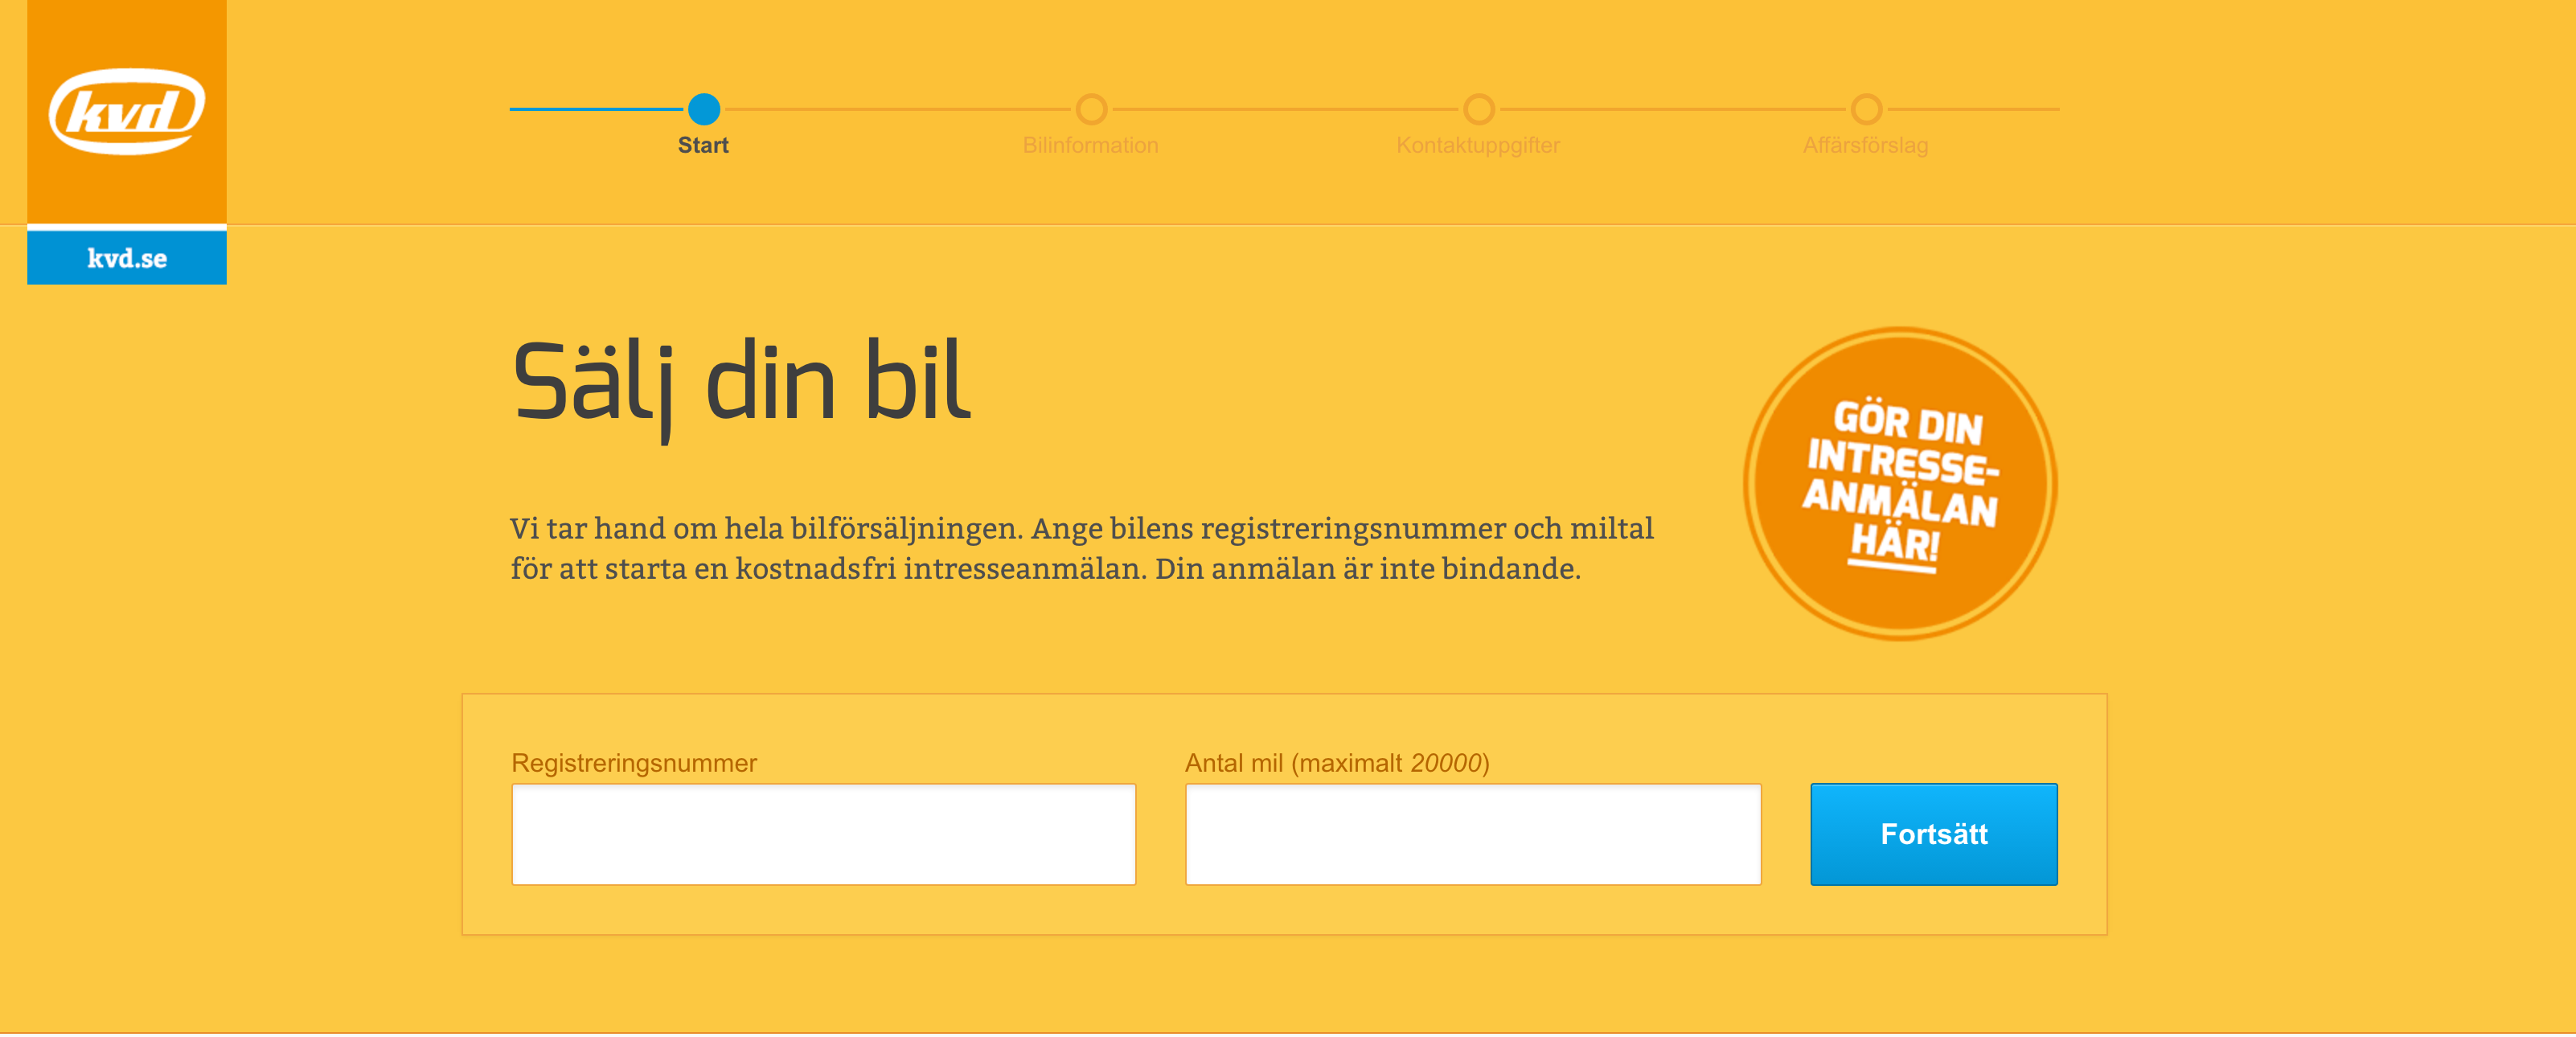 kvd
kvd.se
Start
Bilinformation
Kontaktuppgifter
Affärsförslag
Sälj din bil
Vi tar hand om hela bilförsäljningen. Ange bilens registreringsnummer och miltal
för att starta en kostnadsfri intresseanmälan. Din anmälan är inte bindande.
GÖR DIN
INTRESSE-
ANMÄLAN
HÄR!
Registreringsnummer
Antal mil (maximalt 20000)
Fortsätt